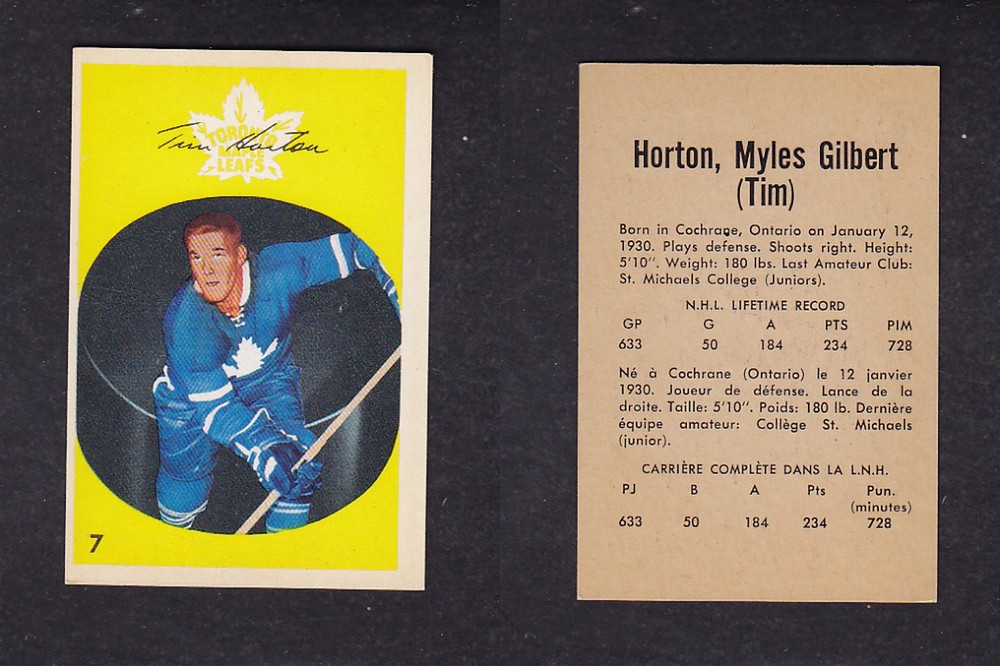 Tim Horton
TORONTO
MAPLE
LEAFS
7
Horton, Myles Gilbert
(Tim)
Born in Cochrane, Ontario on January 12,
1930. Plays defense. Shoots right. Height:
5'10". Weight: 180 lbs. Last Amateur Club:
St. Michaels College (Juniors).
N.H.L. LIFETIME RECORD
GP G A PTS PIM
633 50 184 234 728
Né à Cochrane (Ontario) le 12 janvier
1930. Joueur de défense. Lance de la
droite. Taille: 5'10". Poids: 180 lb. Dernière
équipe amateur: Collège St. Michaels
(junior).
CARRIÈRE COMPLÈTE DANS LA L.N.H.
PJ B A Pts Pun.
(minutes)
633 50 184 234 728